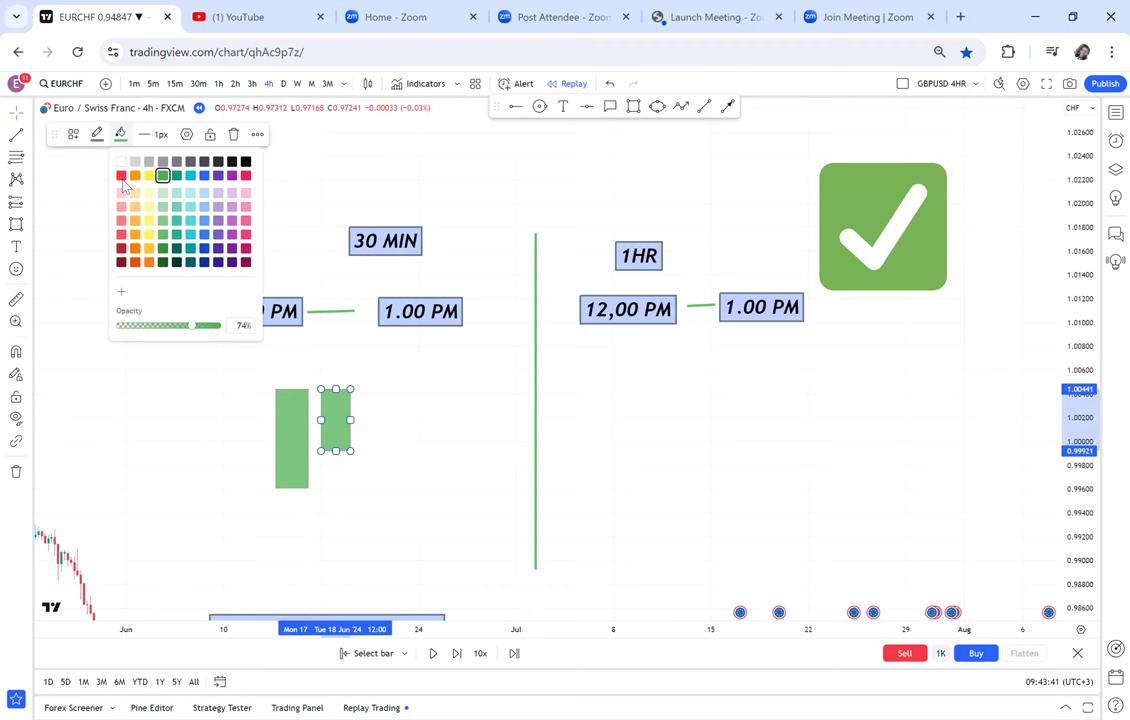 EURCHF 0.94847 ▼
(1) YouTube
Home - Zoom
Post Attendee - Zoom
Launch Meeting - Zoom
Join Meeting | Zoom
tradingview.com/chart/qhAc9p7z/
E
11
EURCHF
1m 5m 15m 30m 1h 2h 3h 4h D W M 3M
Indicators
Alert
Replay
GBPUSD 4HR
Publish
Euro / Swiss Franc · 4h · FXCM
O0.97274 H0.97312 L0.97168 C0.97241 −0.00033 (−0.03%)
CHF
1px
Opacity
74%
30 MIN
1HR
PM
1.00 PM
12,00 PM
1.00 PM
1.02600
1.02400
1.02200
1.02000
1.01800
1.01600
1.01400
1.01200
1.01000
1.00800
1.00600
1.00441
1.00200
1.00000
0.99921
0.99800
0.99600
0.99400
0.99200
0.99000
0.98800
0.98600
Jun
10
Mon 17
Tue 18 Jun '24 12:00
24
Jul
8
15
22
29
Aug
6
Select bar
10x
Sell
1K
Buy
Flatten
1D 5D 1M 3M 6M YTD 1Y 5Y All
09:43:41 (UTC+3)
Forex Screener
Pine Editor
Strategy Tester
Trading Panel
Replay Trading